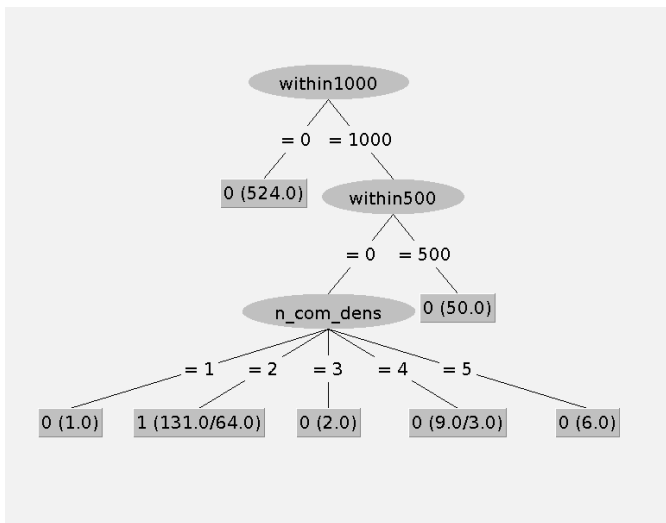 within1000
= 0 = 1000
0 (524.0) within500
= 0 = 500
n_com_dens 0 (50.0)
= 1 = 2 = 3 = 4 = 5
0 (1.0) 1 (131.0/64.0) 0 (2.0) 0 (9.0/3.0) 0 (6.0)